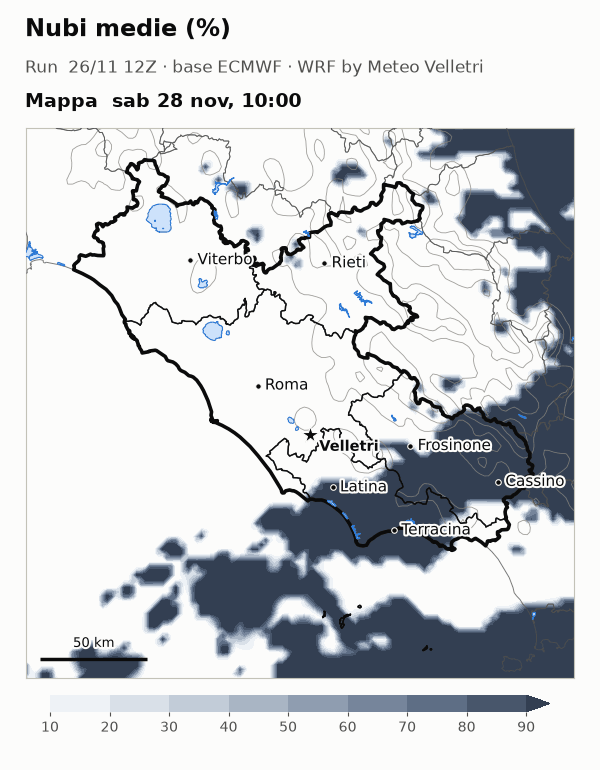 Nubi medie (%)
Run  26/11 12Z · base ECMWF · WRF by Meteo Velletri
Mappa  sab 28 nov, 10:00
Viterbo
Rieti
Roma
Velletri
Frosinone
Cassino
Latina
Terracina
50 km
10 20 30 40 50 60 70 80 90